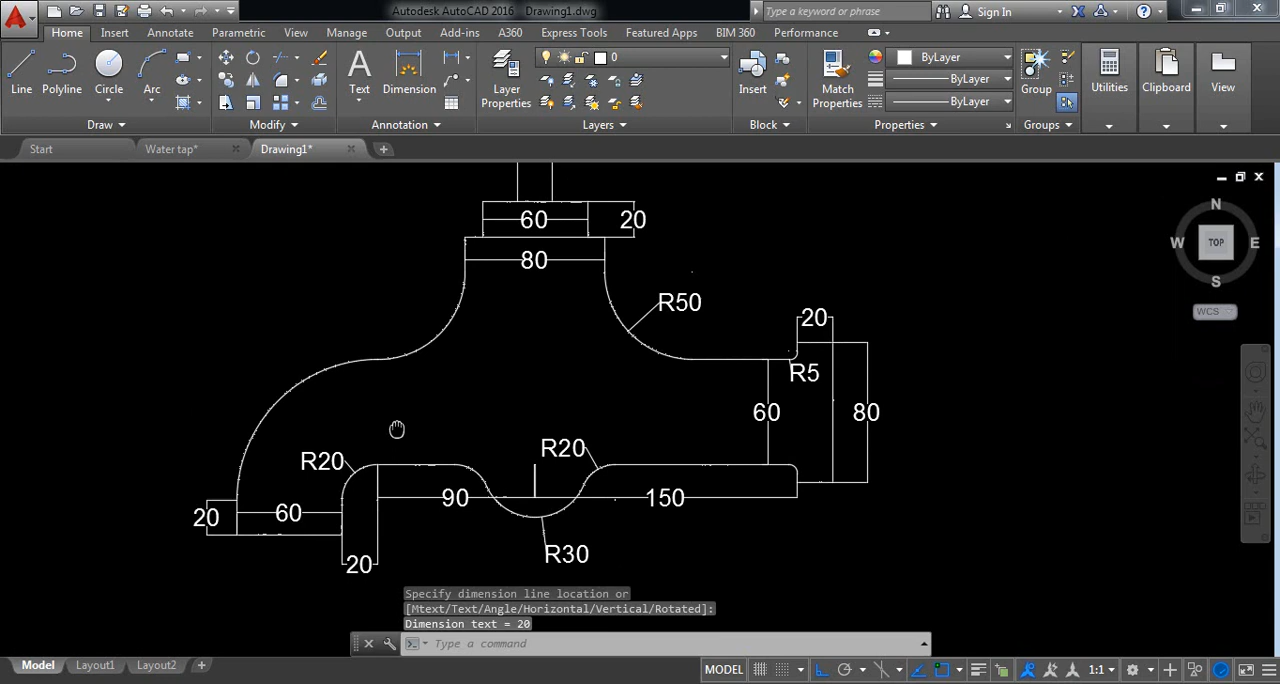 Autodesk AutoCAD 2016 Drawing1.dwg
Type a keyword or phrase
Sign In
Home Insert Annotate Parametric View Manage Output Add-ins A360 Express Tools Featured Apps BIM 360 Performance
0
ByLayer
ByLayer
ByLayer
Line Polyline Circle Arc
Text Dimension
Layer Properties
Insert
Match Properties
Group
Utilities
Clipboard
View
Draw Modify Annotation Layers Block Properties Groups
Start Water tap* Drawing1*
N
W TOP E
S
WCS
60 20
80
R50
20
R5
60 80
R20 R20
90 150
20 60
R30
20
Specify dimension line location or
[Mtext/Text/Angle/Horizontal/Vertical/Rotated]:
Dimension text = 20
Type a command
Model Layout1 Layout2
MODEL 1:1